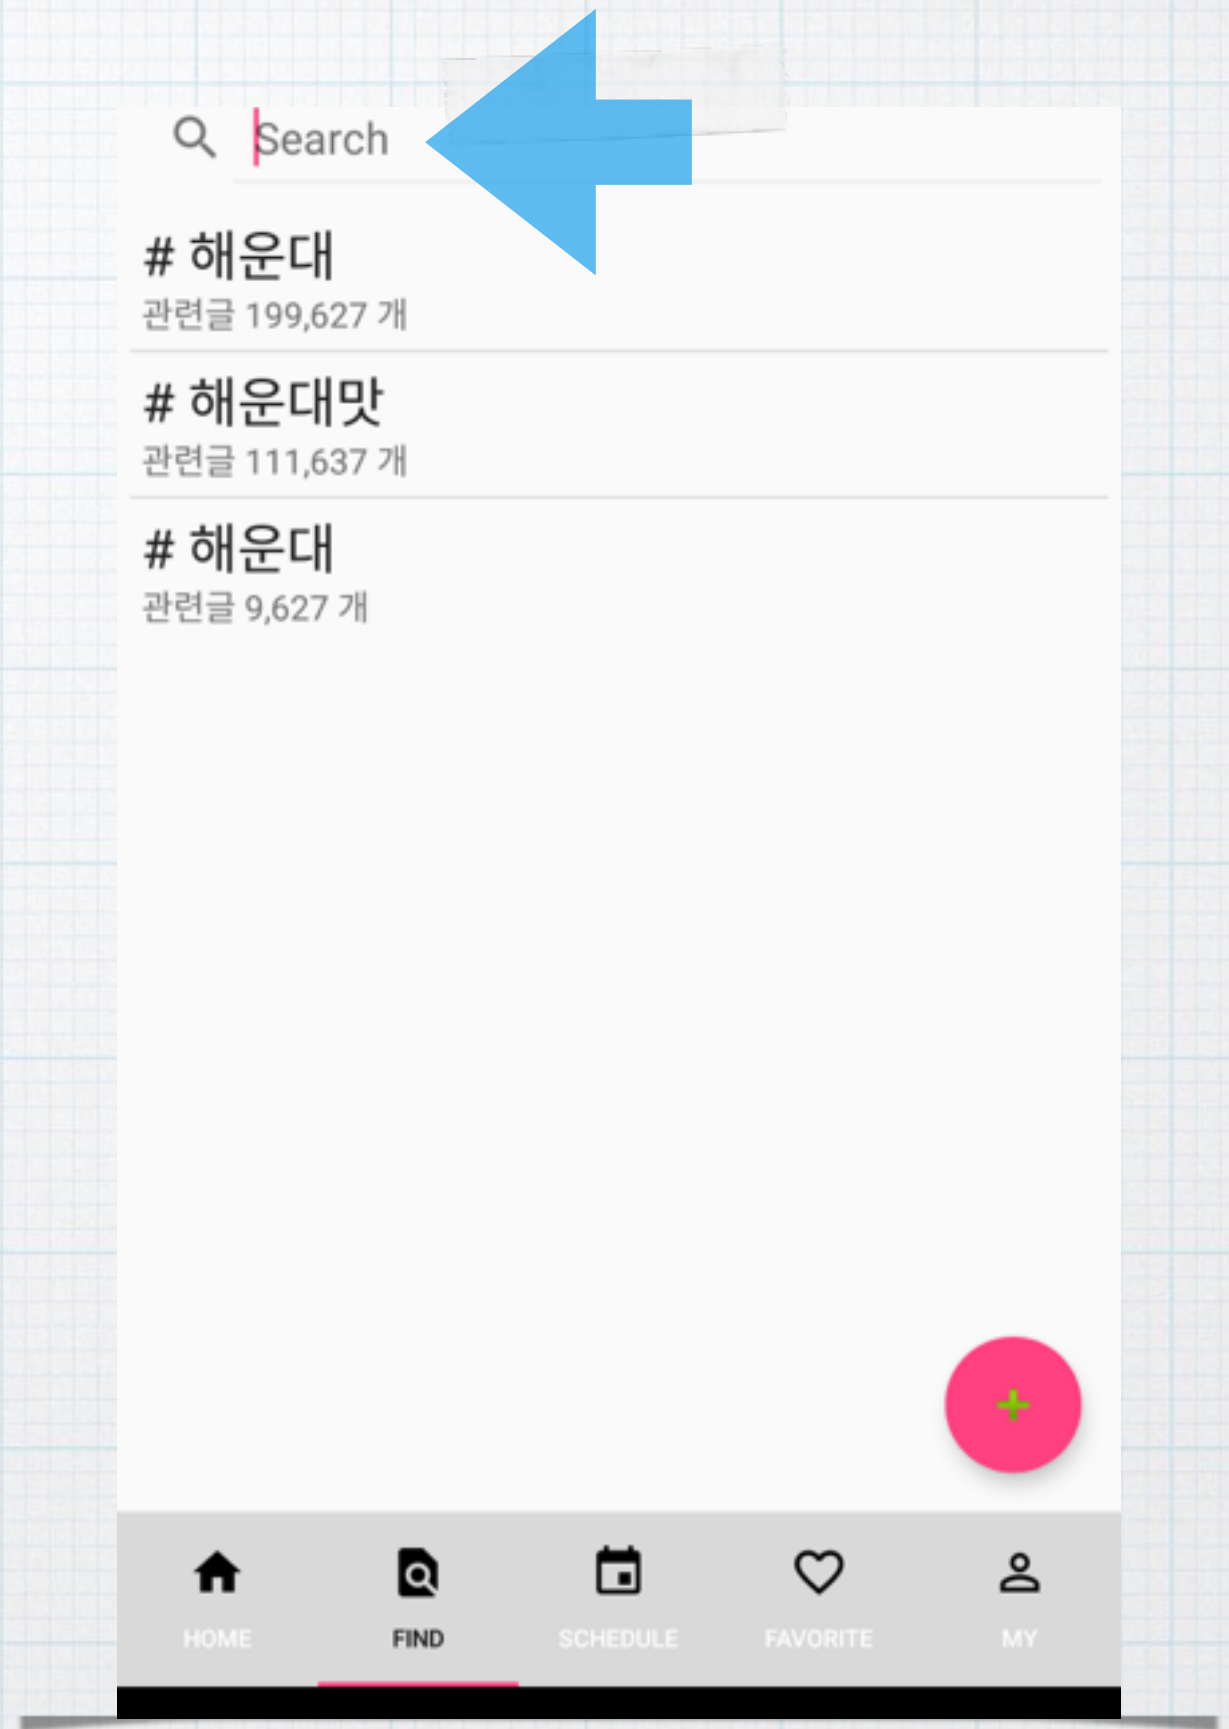 Search
# 해운대
관련글 199,627 개
# 해운대맛
관련글 111,637 개
# 해운대
관련글 9,627 개
HOME FIND SCHEDULE FAVORITE MY